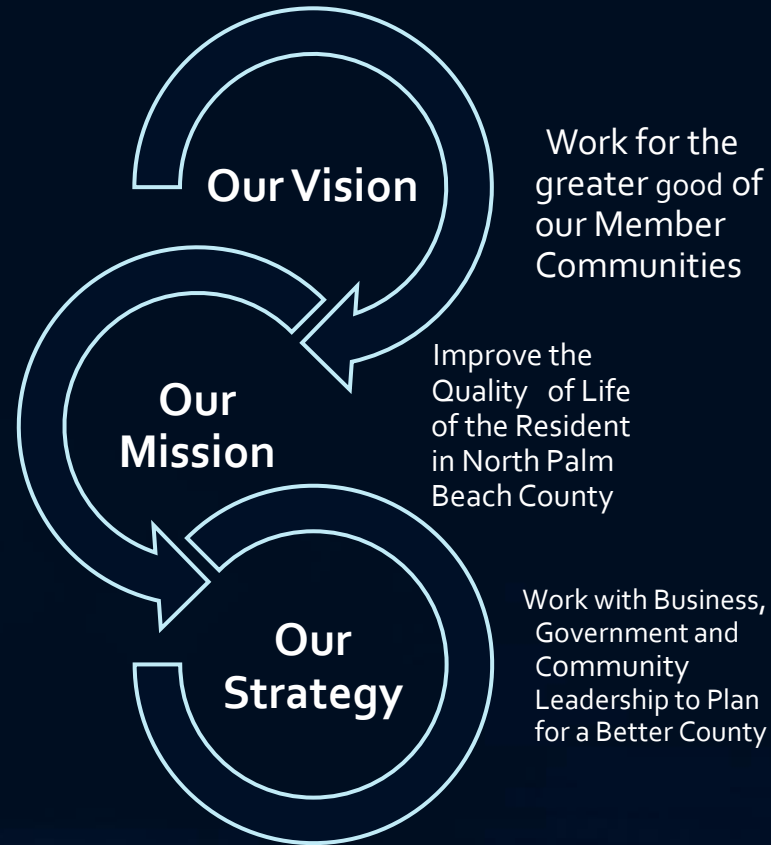 Our Vision
Work for the
greater good of
our Member
Communities
Our
Mission
Improve the
Quality of Life
of the Resident
in North Palm
Beach County
Our
Strategy
Work with Business,
Government and
Community
Leadership to Plan
for a Better County